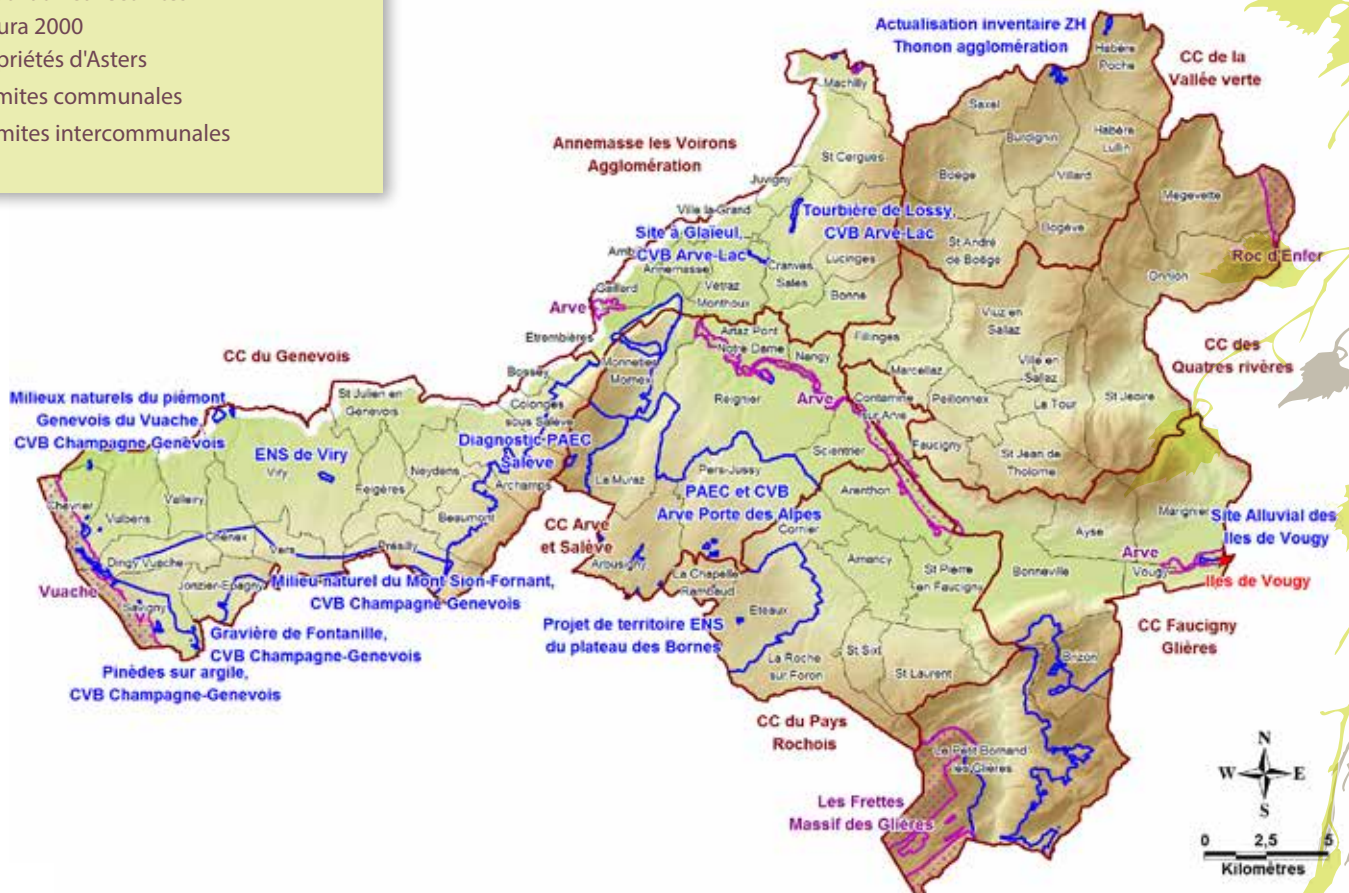 ura 2000
priétés d'Asters
mites communales
mites intercommunales
Actualisation inventaire ZH
Thonon agglomération
Habère
Poche
CC de la
Vallée verte
Machilly
Saxel
Burdignin
Habère
Lullin
Annemasse les Voirons
Agglomération
St Cergues
Juvigny
Boëge
Villard
Megevette
Ville la Grand
Tourbière de Lossy,
CVB Arve-Lac
Site à Glaïeul,
CVB Arve-Lac
Bogève
St André
de Boëge
Roc d'Enfer
Onnion
Annemasse
Cranves
Sales
Lucinges
Gaillard
Vétraz
Monthoux
Bonne
Arve
Viuz en
Sallaz
Etrembières
Artaz Pont
Notre Dame
Nangy
Fillinges
CC du Genevois
Monnetier
Mornex
CC des
Quatres rivères
Bossey
Marcellaz
Ville en
Sallaz
St Julien en
Genevois
Reignier
Arve
Contamine
sur Arve
Peillonnex
La Tour
St Jeoire
Milieux naturels du piémont
Genevois du Vuache,
CVB Champagne-Genevois
Colonges
sous Salève
Faucigny
St Jean de
Tholome
Diagnostic PAEC
Salève
ENS de Viry
Viry
Neydens
Archamps
La Muraz
Pers-Jussy
Scientrier
Valleiry
Feigères
PAEC et CVB
Arve Porte des Alpes
Arenthon
Chevrier
Vulbens
Beaumont
CC Arve
et Salève
Cornier
Ayse
Marignier
Site Alluvial des
Iles de Vougy
Chênex
Vers
Présilly
Amancy
Arve
Dingy Vuache
Arbusigny
St Pierre
en Faucigny
Bonneville
Vougy
Iles de Vougy
Vuache
Jonzier-Epagny
Milieu naturel du Mont Sion-Fornant,
CVB Champagne Genevois
La Chapelle
Rambaud
Savigny
Eteaux
Gravière de Fontanille,
CVB Champagne-Genevois
Projet de territoire ENS
du plateau des Bornes
CC Faucigny
Glières
Pinèdes sur argile,
CVB Champagne-Genevois
La Roche
sur Foron
St Sixt
St Laurent
Brizon
CC du Pays
Rochois
Le Petit Bornand
les Glières
Les Frettes
Massif des Glières
N
W
E
S
0 2,5 5
Kilomètres